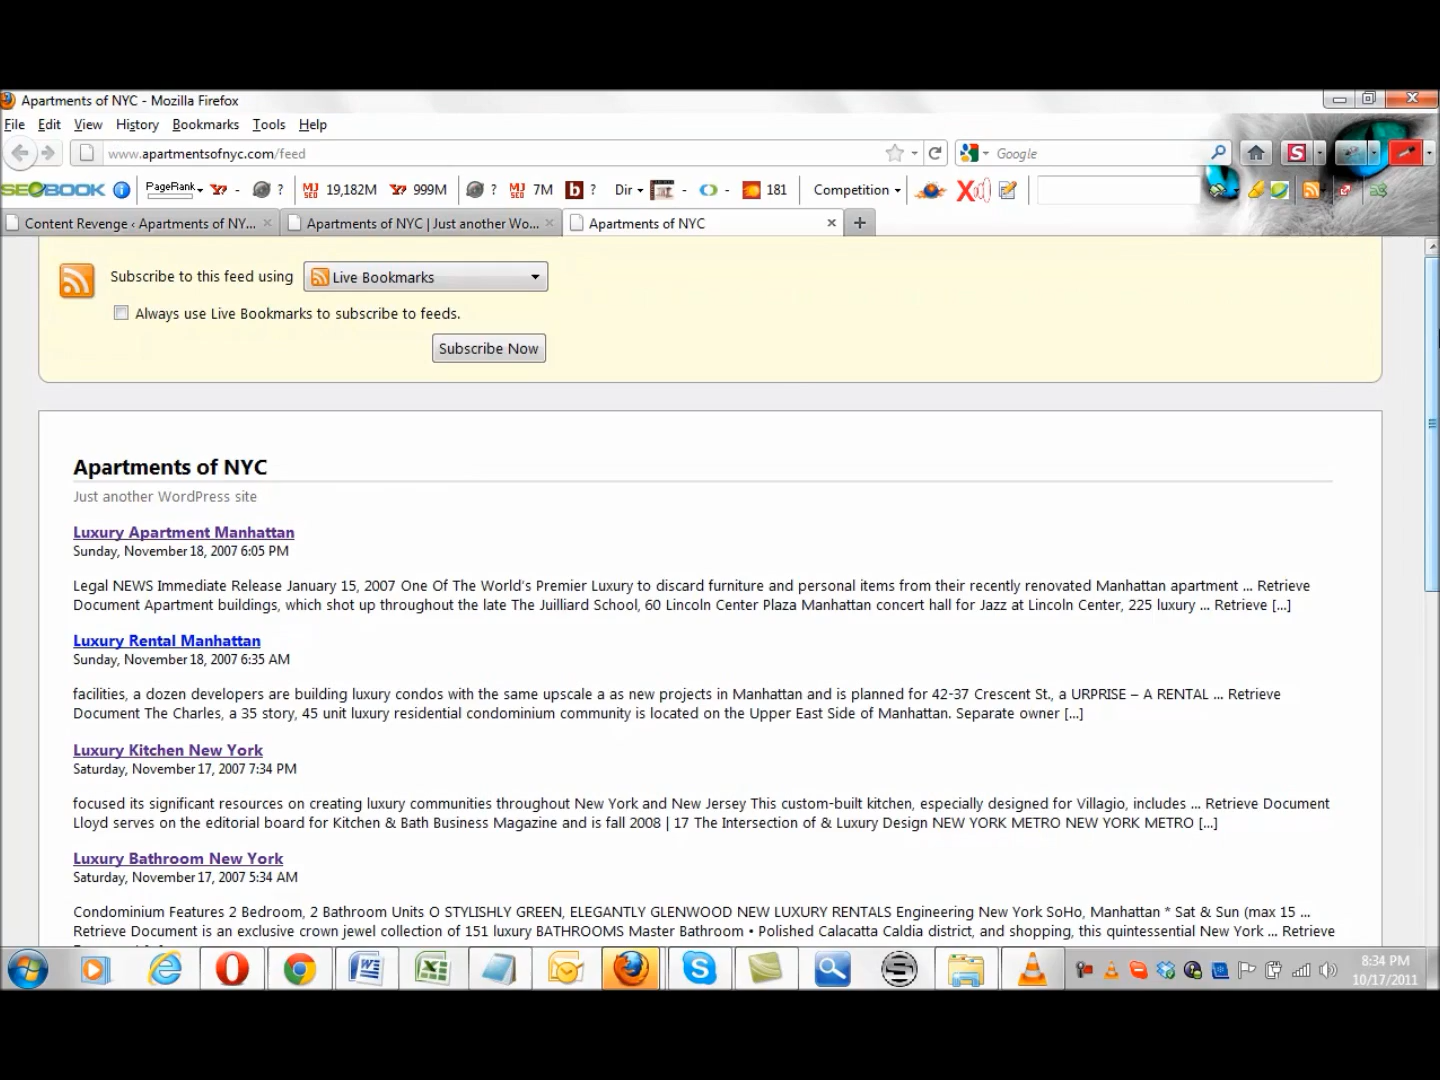 Apartments of NYC - Mozilla Firefox
File Edit View History Bookmarks Tools Help
www.apartmentsofnyc.com/feed Google
SEOBOOK PageRank - ? MJ SEO 19,182M 999M ? MJ SEO 7M b ? Dir - - 181 Competition X
Content Revenge ‹ Apartments of NY... Apartments of NYC | Just another Wo... Apartments of NYC
Subscribe to this feed using Live Bookmarks
Always use Live Bookmarks to subscribe to feeds.
Subscribe Now
Apartments of NYC
Just another WordPress site
Luxury Apartment Manhattan
Sunday, November 18, 2007 6:05 PM
Legal NEWS Immediate Release January 15, 2007 One Of The World's Premier Luxury to discard furniture and personal items from their recently renovated Manhattan apartment ... Retrieve
Document Apartment buildings, which shot up throughout the late The Juilliard School, 60 Lincoln Center Plaza Manhattan concert hall for Jazz at Lincoln Center, 225 luxury ... Retrieve [...]
Luxury Rental Manhattan
Sunday, November 18, 2007 6:35 AM
facilities, a dozen developers are building luxury condos with the same upscale a as new projects in Manhattan and is planned for 42-37 Crescent St., a URPRISE – A RENTAL ... Retrieve
Document The Charles, a 35 story, 45 unit luxury residential condominium community is located on the Upper East Side of Manhattan. Separate owner [...]
Luxury Kitchen New York
Saturday, November 17, 2007 7:34 PM
focused its significant resources on creating luxury communities throughout New York and New Jersey This custom-built kitchen, especially designed for Villagio, includes ... Retrieve Document
Lloyd serves on the editorial board for Kitchen & Bath Business Magazine and is fall 2008 | 17 The Intersection of & Luxury Design NEW YORK METRO NEW YORK METRO [...]
Luxury Bathroom New York
Saturday, November 17, 2007 5:34 AM
Condominium Features 2 Bedroom, 2 Bathroom Units O STYLISHLY GREEN, ELEGANTLY GLENWOOD NEW LUXURY RENTALS Engineering New York SoHo, Manhattan * Sat & Sun (max 15 ...
Retrieve Document is an exclusive crown jewel collection of 151 luxury BATHROOMS Master Bathroom • Polished Calacatta Caldia district, and shopping, this quintessential New York ... Retrieve
8:34 PM
10/17/2011